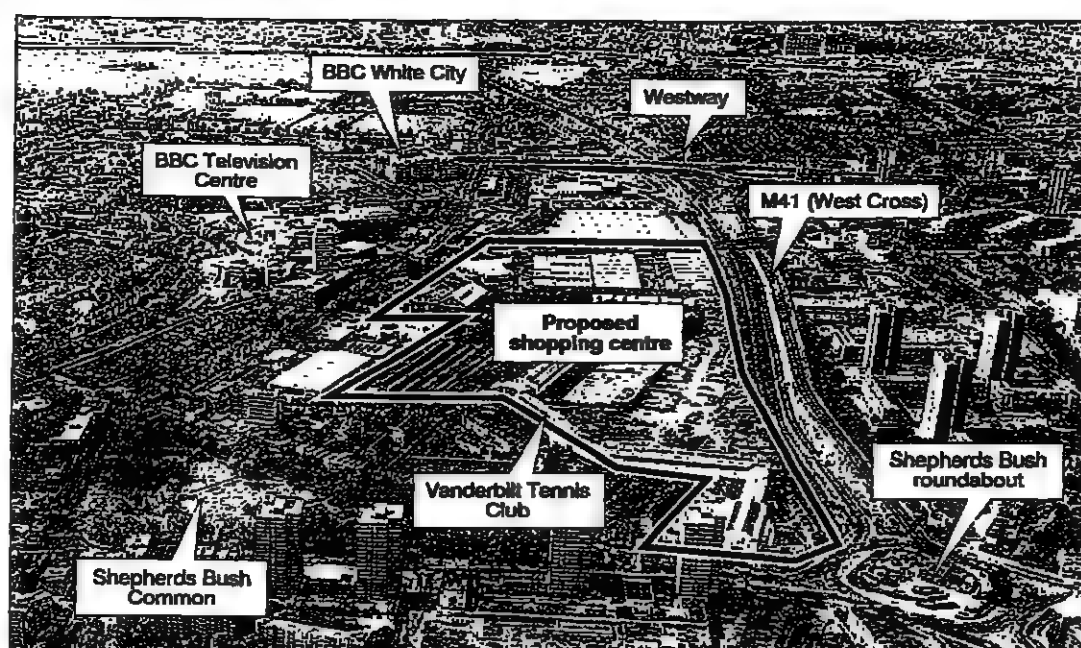 BBC White City
Westway
BBC Television
Centre
M41 (West Cross)
Proposed
shopping centre
Shepherds Bush
roundabout
Vanderbilt Tennis
Club
Shepherds Bush
Common